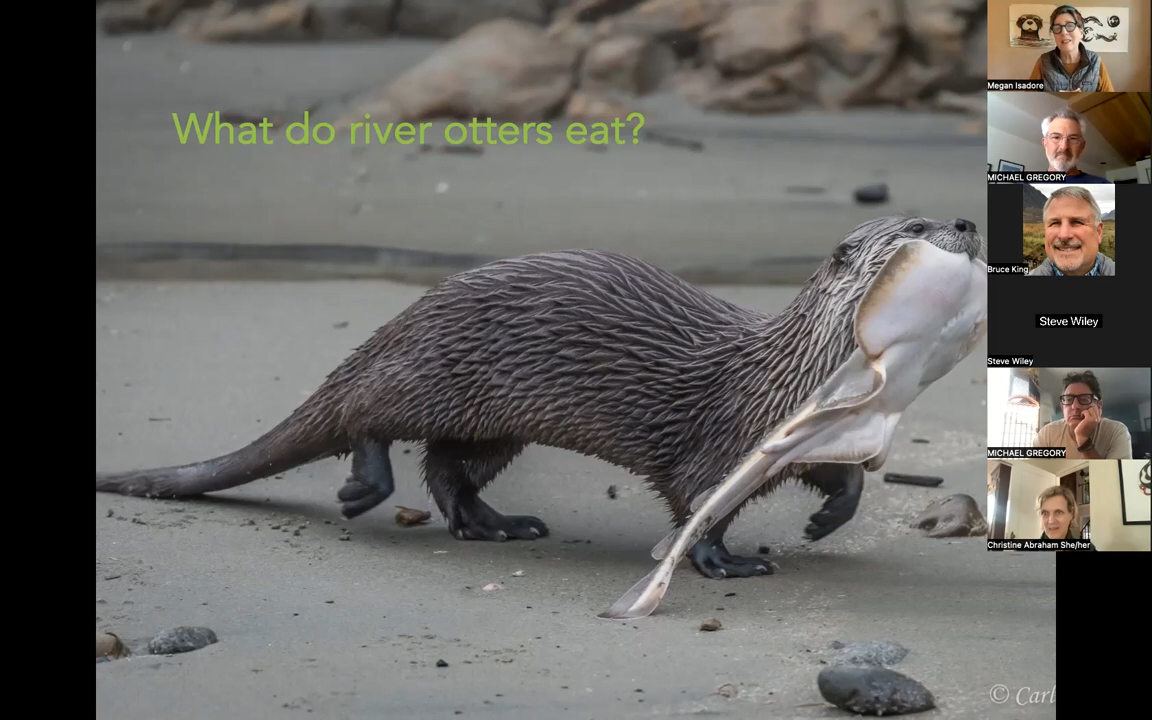 What do river otters eat?
Megan Isadore
MICHAEL GREGORY
Bruce King
Steve Wiley
Steve Wiley
MICHAEL GREGORY
Christine Abraham She/her
© Carl